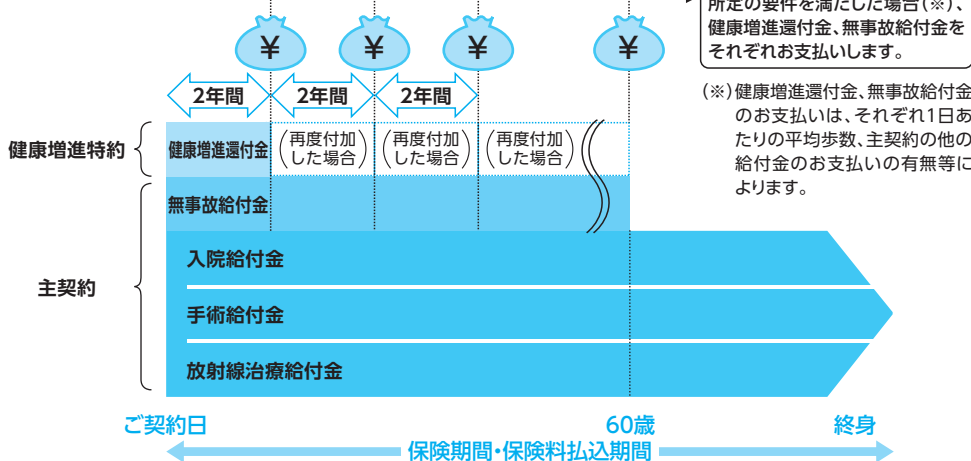 所定の要件を満たした場合(※)、
健康増進還付金、無事故給付金を
それぞれお支払いします。
¥ ¥ ¥ ¥
2年間 2年間 2年間
(※)健康増進還付金、無事故給付金
のお支払いは、それぞれ1日あ
たりの平均歩数、主契約の他の
給付金のお支払いの有無等に
よります。
健康増進特約
健康増進還付金
(再度付加
した場合)
(再度付加
した場合)
(再度付加
した場合)
無事故給付金
主契約
入院給付金
手術給付金
放射線治療給付金
ご契約日 60歳 終身
保険期間・保険料払込期間